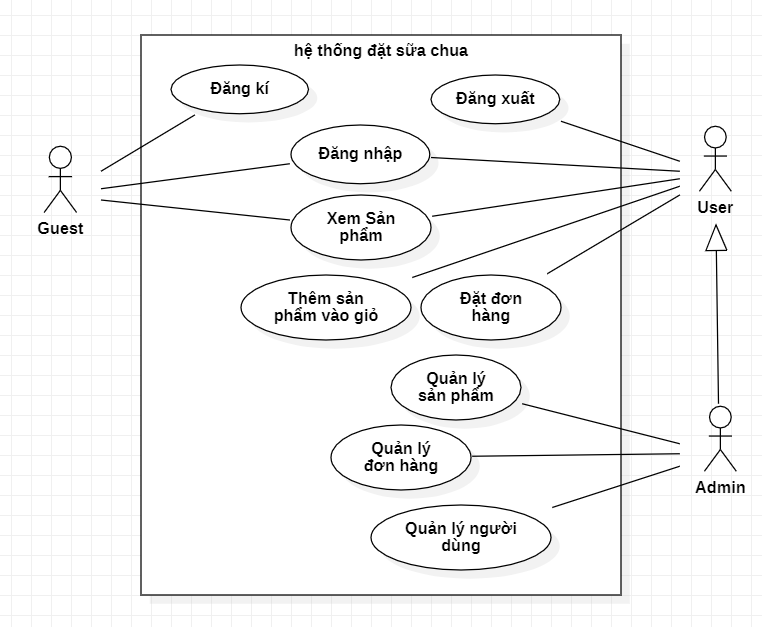 hệ thống đặt sữa chua
Đăng kí
Đăng xuất
Đăng nhập
Guest
User
Xem Sản
phẩm
Thêm sản
phẩm vào giỏ
Đặt đơn
hàng
Quản lý
sản phẩm
Quản lý
đơn hàng
Admin
Quản lý người
dùng